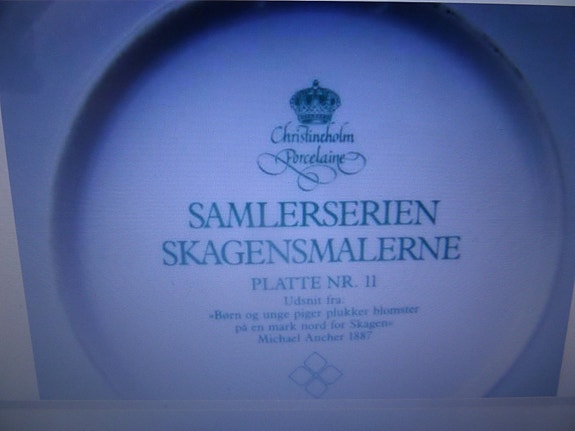 Christineholm
Porcelaine
SAMLERSERIEN
SKAGENSMALERNE
PLATTE NR. 11
Udsnit fra:
»Børn og unge piger plukker blomster
på en mark nord for Skagen«
Michael Ancher 1887